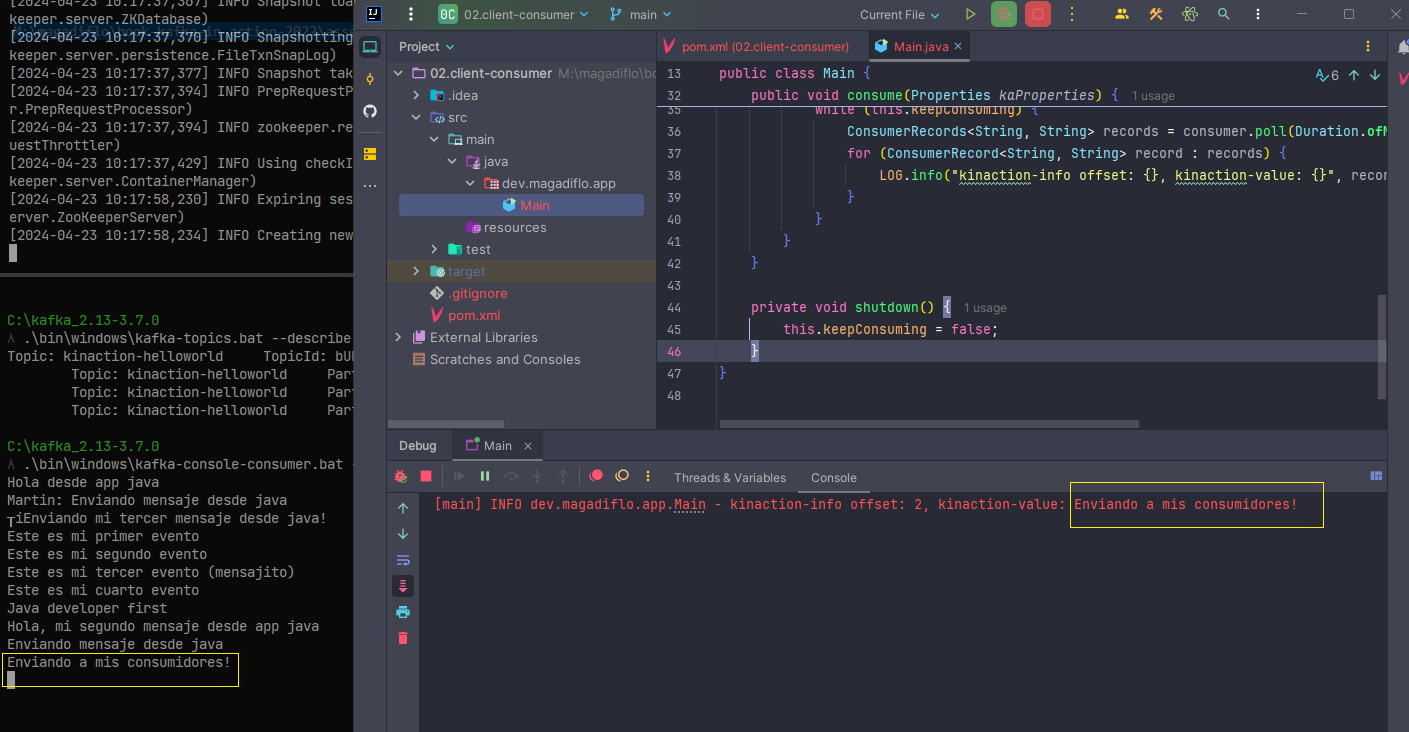 [2024-04-23 10:17:37,367] INFO Snapshot loa
keeper.server.ZKDatabase)
[2024-04-23 10:17:37,370] INFO Snapshotting
keeper.server.persistence.FileTxnSnapLog)
[2024-04-23 10:17:37,377] INFO Snapshot tak
[2024-04-23 10:17:37,394] INFO PrepRequestP
r.PrepRequestProcessor)
[2024-04-23 10:17:37,394] INFO zookeeper.re
uestThrottler)
[2024-04-23 10:17:37,429] INFO Using checkI
keeper.server.ContainerManager)
[2024-04-23 10:17:58,230] INFO Expiring ses
erver.ZooKeeperServer)
[2024-04-23 10:17:58,234] INFO Creating new
C:\kafka_2.13-3.7.0
λ .\bin\windows\kafka-topics.bat --describe
Topic: kinaction-helloworld TopicId: bU
Topic: kinaction-helloworld Par
Topic: kinaction-helloworld Par
Topic: kinaction-helloworld Par
C:\kafka_2.13-3.7.0
λ .\bin\windows\kafka-console-consumer.bat -
Hola desde app java
Martin: Enviando mensaje desde java
íEnviando mi tercer mensaje desde java!
Este es mi primer evento
Este es mi segundo evento
Este es mi tercer evento (mensajito)
Este es mi cuarto evento
Java developer first
Hola, mi segundo mensaje desde app java
Enviando mensaje desde java
Enviando a mis consumidores!
IJ 0C 02.client-consumer main Current File
Project
02.client-consumer M:\magadiflo\bo
.idea
src
main
java
dev.magadiflo.app
Main
resources
test
target
.gitignore
pom.xml
External Libraries
Scratches and Consoles
pom.xml (02.client-consumer) Main.java
13 public class Main { 6
32 public void consume(Properties kaProperties) { 1 usage
35 while (this.keepConsuming) {
36 ConsumerRecords<String, String> records = consumer.poll(Duration.ofM
37 for (ConsumerRecord<String, String> record : records) {
38 LOG.info("kinaction-info offset: {}, kinaction-value: {}", recor
39 }
40 }
41 }
42 }
43
44 private void shutdown() { 1 usage
45 this.keepConsuming = false;
46 }
47 }
48
Debug Main
Threads & Variables Console
[main] INFO dev.magadiflo.app.Main - kinaction-info offset: 2, kinaction-value: Enviando a mis consumidores!